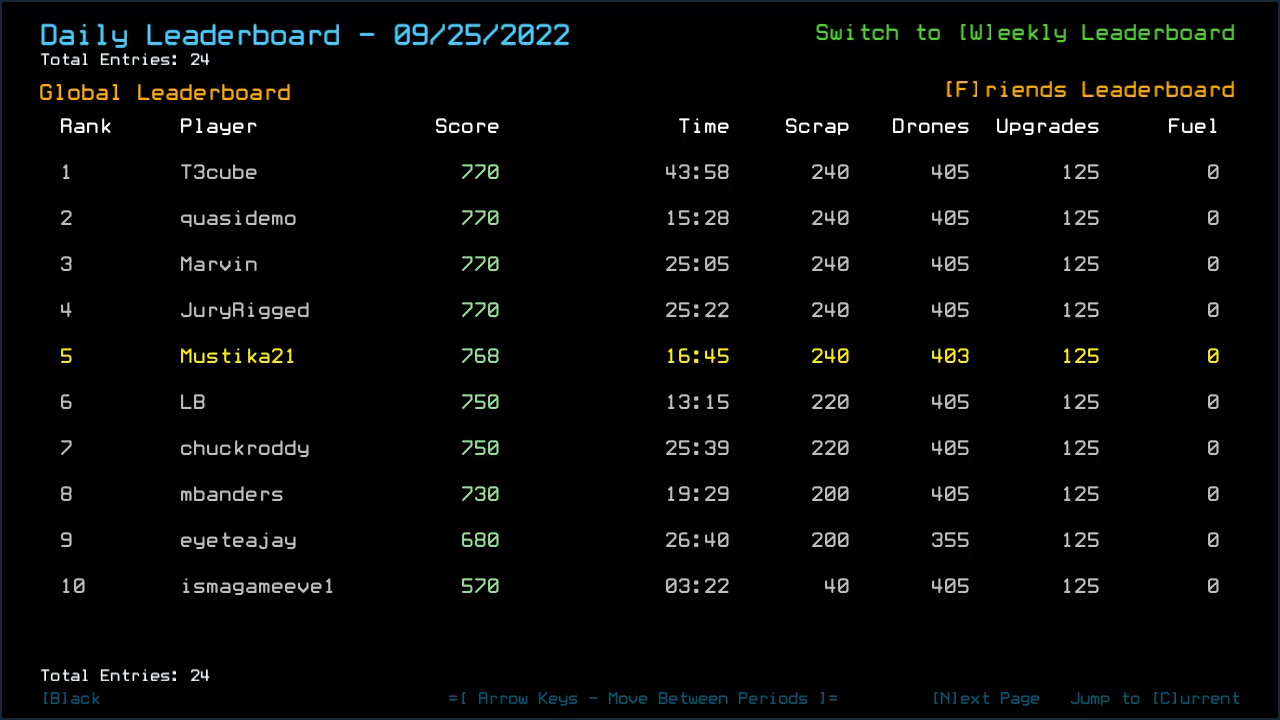 Daily Leaderboard - 09/25/2022 Switch to [W]eekly Leaderboard
Total Entries: 24
Global Leaderboard [F]riends Leaderboard
Rank Player Score Time Scrap Drones Upgrades Fuel
1 T3cube 770 43:58 240 405 125 0
2 quasidemo 770 15:28 240 405 125 0
3 Marvin 770 25:05 240 405 125 0
4 JuryRigged 770 25:22 240 405 125 0
5 Mustika21 768 16:45 240 403 125 0
6 LB 750 13:15 220 405 125 0
7 chuckroddy 750 25:39 220 405 125 0
8 mbanders 730 19:29 200 405 125 0
9 eyeteajay 680 26:40 200 355 125 0
10 ismagameeve1 570 03:22 40 405 125 0
Total Entries: 24
[B]ack =[ Arrow Keys - Move Between Periods ]= [N]ext Page Jump to [C]urrent